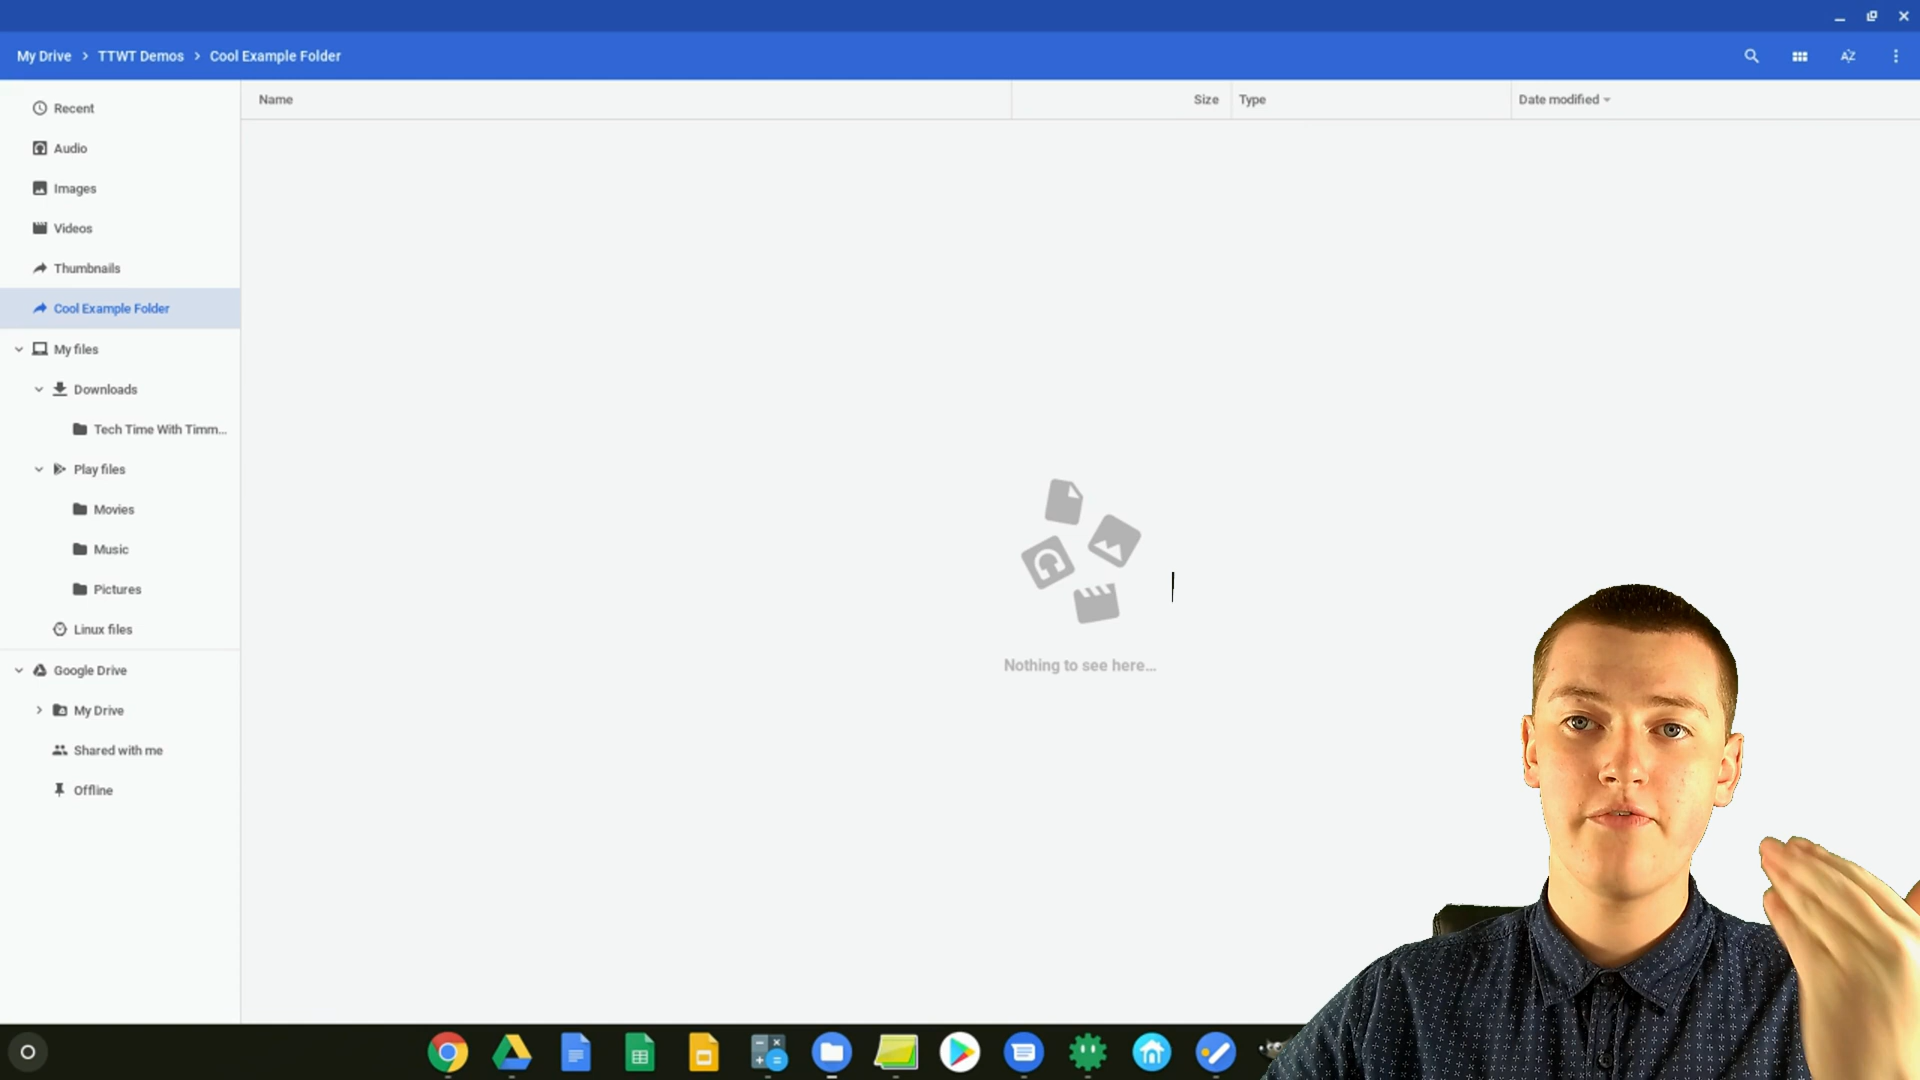 My Drive > TTWT Demos > Cool Example Folder
AZ
Name Size Type Date modified
Recent
Audio
Images
Videos
Thumbnails
Cool Example Folder
My files
Downloads
Tech Time With Timm...
Play files
Movies
Music
Pictures
Linux files
Google Drive
My Drive
Shared with me
Offline
Nothing to see here...